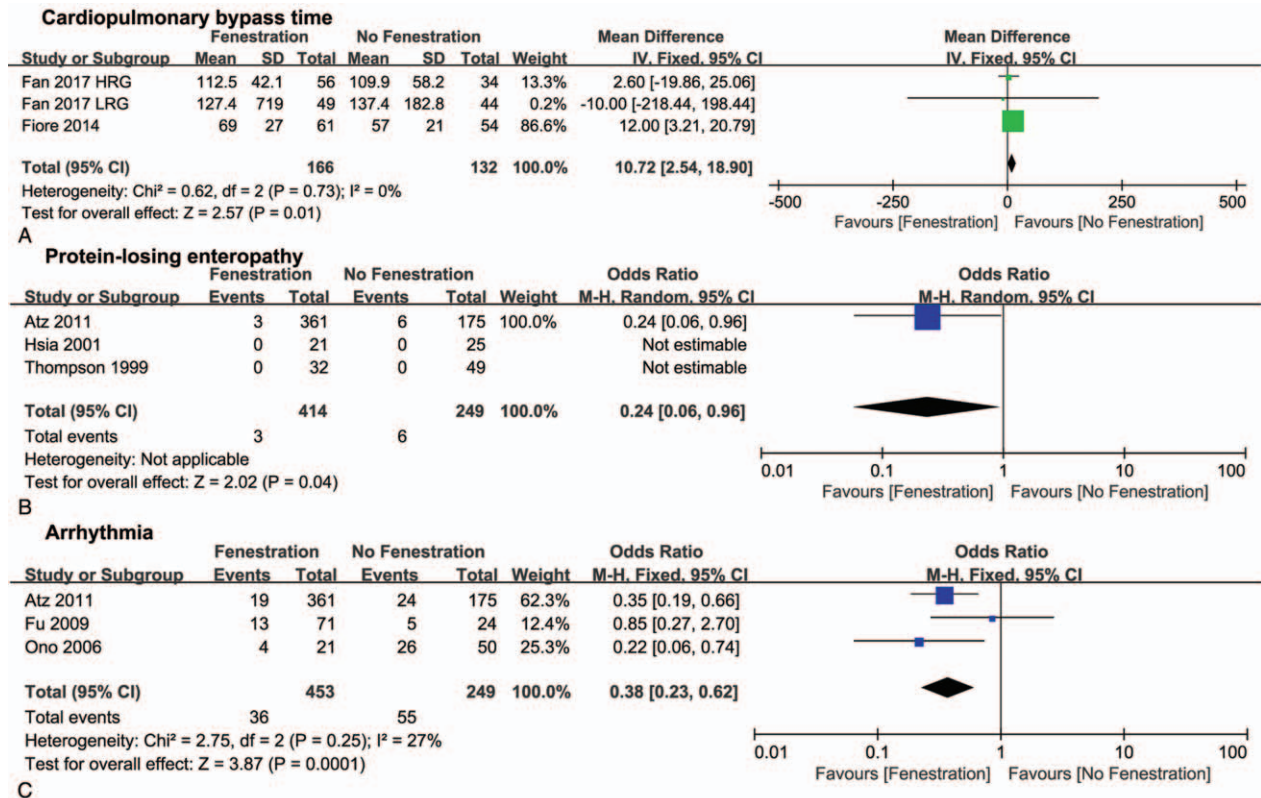 Cardiopulmonary bypass time
Fenestration No Fenestration Mean Difference Mean Difference
Study or Subgroup Mean SD Total Mean SD Total Weight IV, Fixed, 95% CI IV, Fixed, 95% CI
Fan 2017 HRG 112.5 42.1 56 109.9 58.2 34 13.3% 2.60 [-19.86, 25.06]
Fan 2017 LRG 127.4 719 49 137.4 182.8 44 0.2% -10.00 [-218.44, 198.44]
Fiore 2014 69 27 61 57 21 54 86.6% 12.00 [3.21, 20.79]
Total (95% CI) 166 132 100.0% 10.72 [2.54, 18.90]
Heterogeneity: Chi² = 0.62, df = 2 (P = 0.73); I² = 0%
Test for overall effect: Z = 2.57 (P = 0.01)
-500 -250 0 250 500
Favours [Fenestration] Favours [No Fenestration]
A
Protein-losing enteropathy
Fenestration No Fenestration Odds Ratio Odds Ratio
Study or Subgroup Events Total Events Total Weight M-H, Random, 95% CI M-H, Random, 95% CI
Atz 2011 3 361 6 175 100.0% 0.24 [0.06, 0.96]
Hsia 2001 0 21 0 25 Not estimable
Thompson 1999 0 32 0 49 Not estimable
Total (95% CI) 414 249 100.0% 0.24 [0.06, 0.96]
Total events 3 6
Heterogeneity: Not applicable
Test for overall effect: Z = 2.02 (P = 0.04)
0.01 0.1 1 10 100
Favours [Fenestration] Favours [No Fenestration]
B
Arrhythmia
Fenestration No Fenestration Odds Ratio Odds Ratio
Study or Subgroup Events Total Events Total Weight M-H, Fixed, 95% CI M-H, Fixed, 95% CI
Atz 2011 19 361 24 175 62.3% 0.35 [0.19, 0.66]
Fu 2009 13 71 5 24 12.4% 0.85 [0.27, 2.70]
Ono 2006 4 21 26 50 25.3% 0.22 [0.06, 0.74]
Total (95% CI) 453 249 100.0% 0.38 [0.23, 0.62]
Total events 36 55
Heterogeneity: Chi² = 2.75, df = 2 (P = 0.25); I² = 27%
Test for overall effect: Z = 3.87 (P = 0.0001)
0.01 0.1 1 10 100
Favours [Fenestration] Favours [No Fenestration]
C